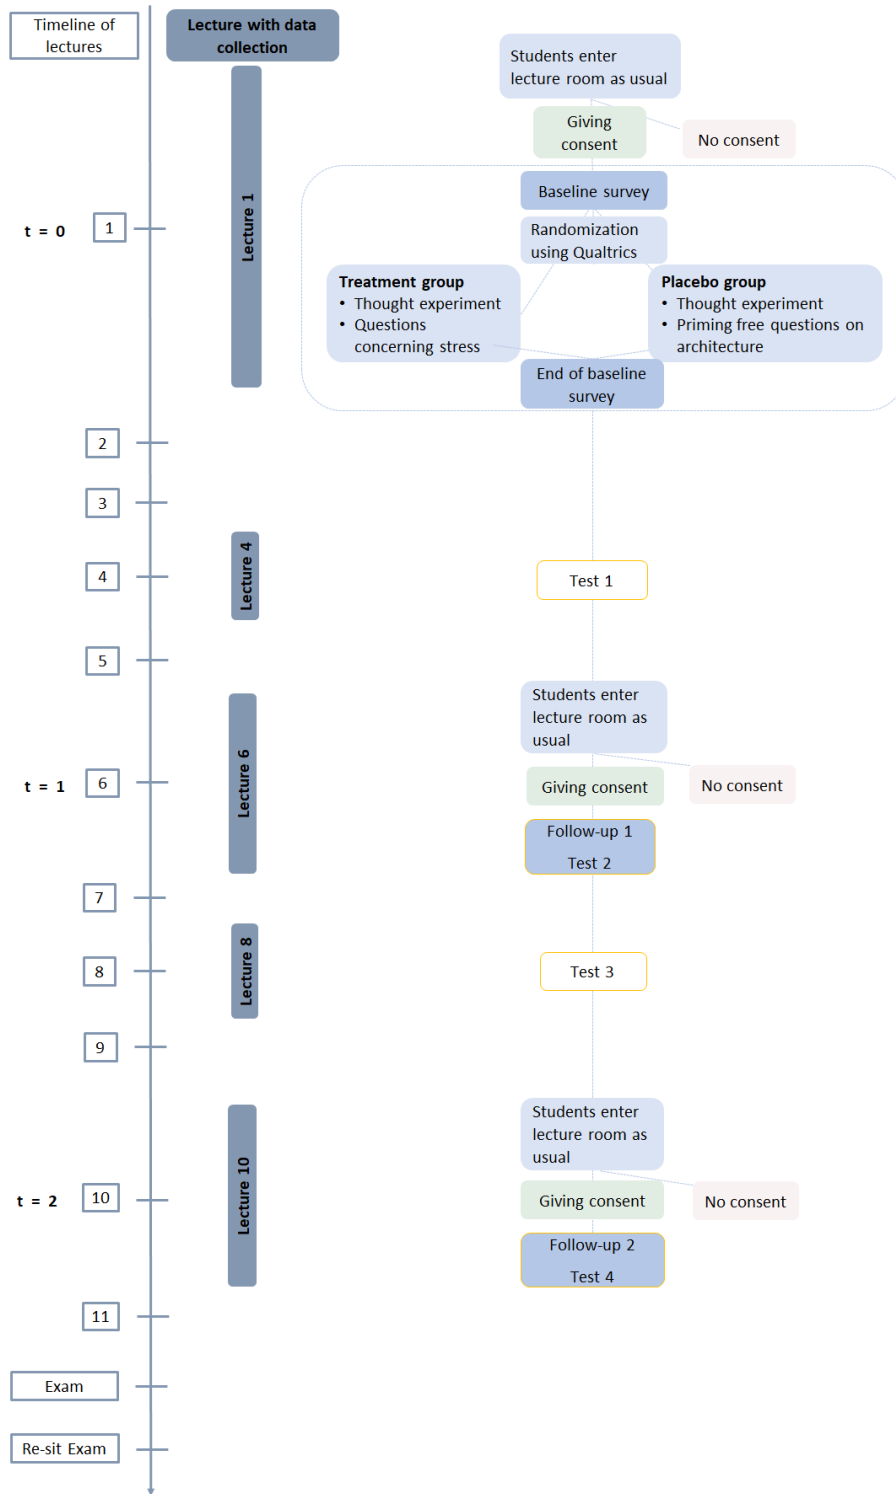 Timeline of
lectures
Lecture with data
collection
Students enter
lecture room as usual
Giving
consent
No consent
Lecture 1
Baseline survey
t = 0
1
Randomization
using Qualtrics
Treatment group
• Thought experiment
• Questions
concerning stress
Placebo group
• Thought experiment
• Priming free questions on
architecture
End of baseline
survey
2
3
Lecture 4
4
Test 1
5
Students enter
lecture room as
usual
Lecture 6
t = 1
6
Giving consent
No consent
Follow-up 1
Test 2
7
Lecture 8
8
Test 3
9
Students enter
lecture room as
usual
Lecture 10
t = 2
10
Giving consent
No consent
Follow-up 2
Test 4
11
Exam
Re-sit Exam